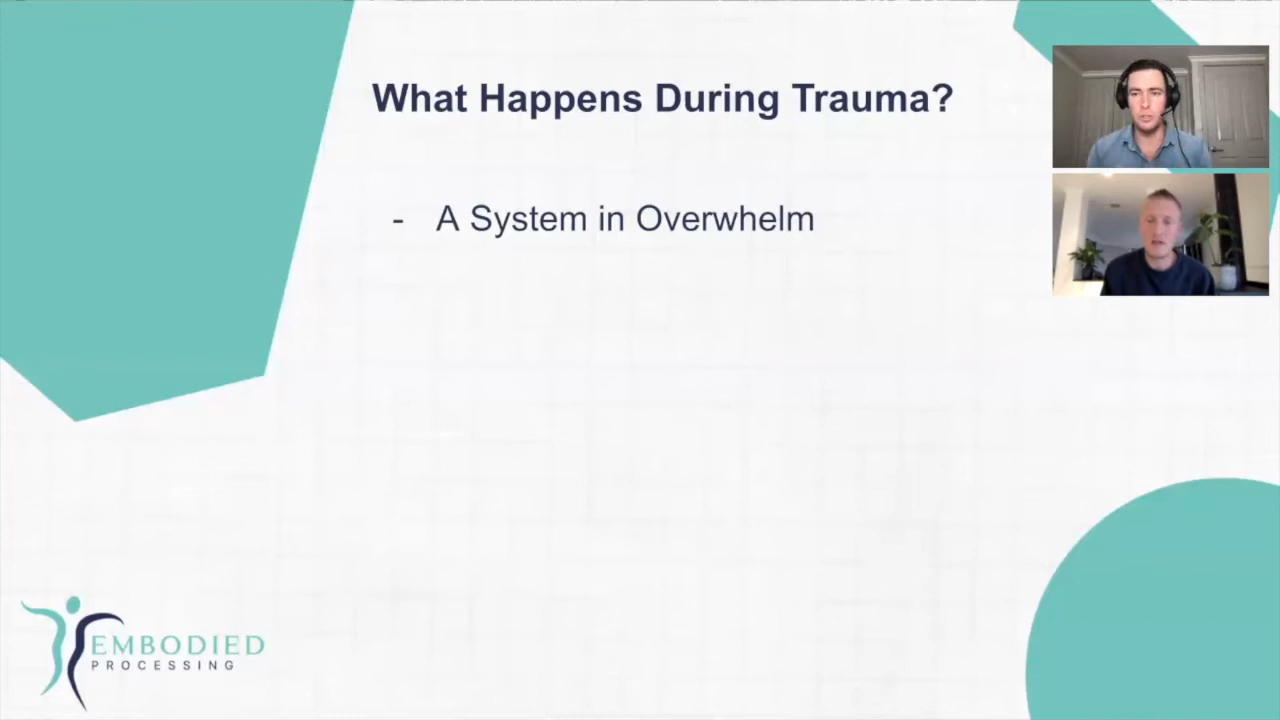 What Happens During Trauma?
- A System in Overwhelm
EMBODIED
PROCESSING